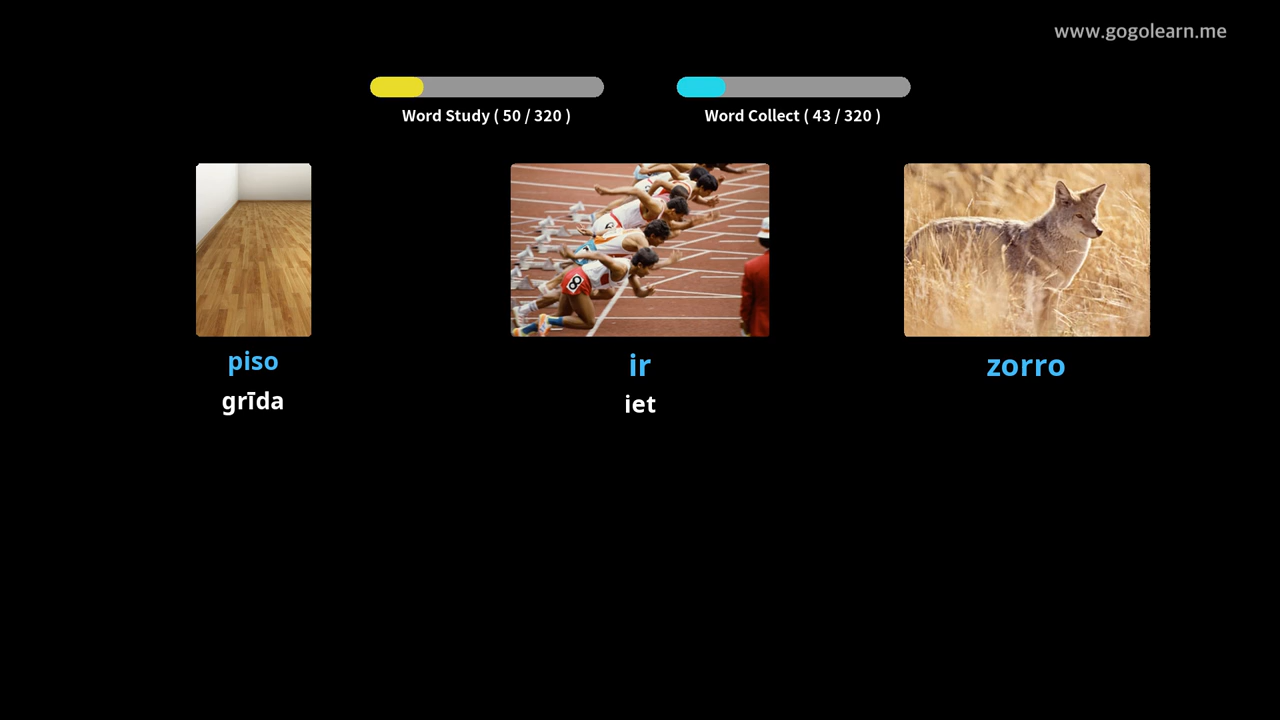 www.gogolearn.me
Word Study ( 50 / 320 )
Word Collect ( 43 / 320 )
piso
grīda
ir
iet
zorro